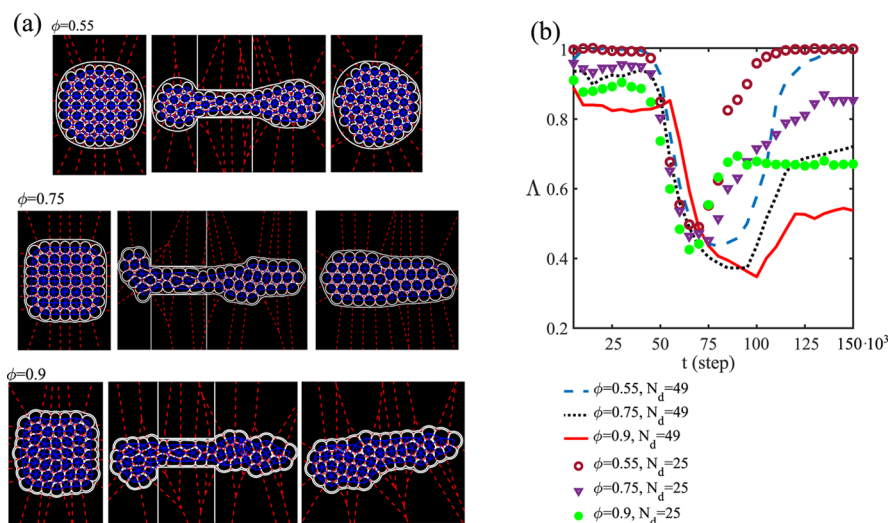 (a)
ϕ=0.55
ϕ=0.75
ϕ=0.9
(b)
1
0.8
0.6
0.4
0.2
Λ
0 25 50 75 100 125 150·10³
t (step)
ϕ=0.55, N_d=49
ϕ=0.75, N_d=49
ϕ=0.9, N_d=49
ϕ=0.55, N_d=25
ϕ=0.75, N_d=25
ϕ=0.9, N_d=25